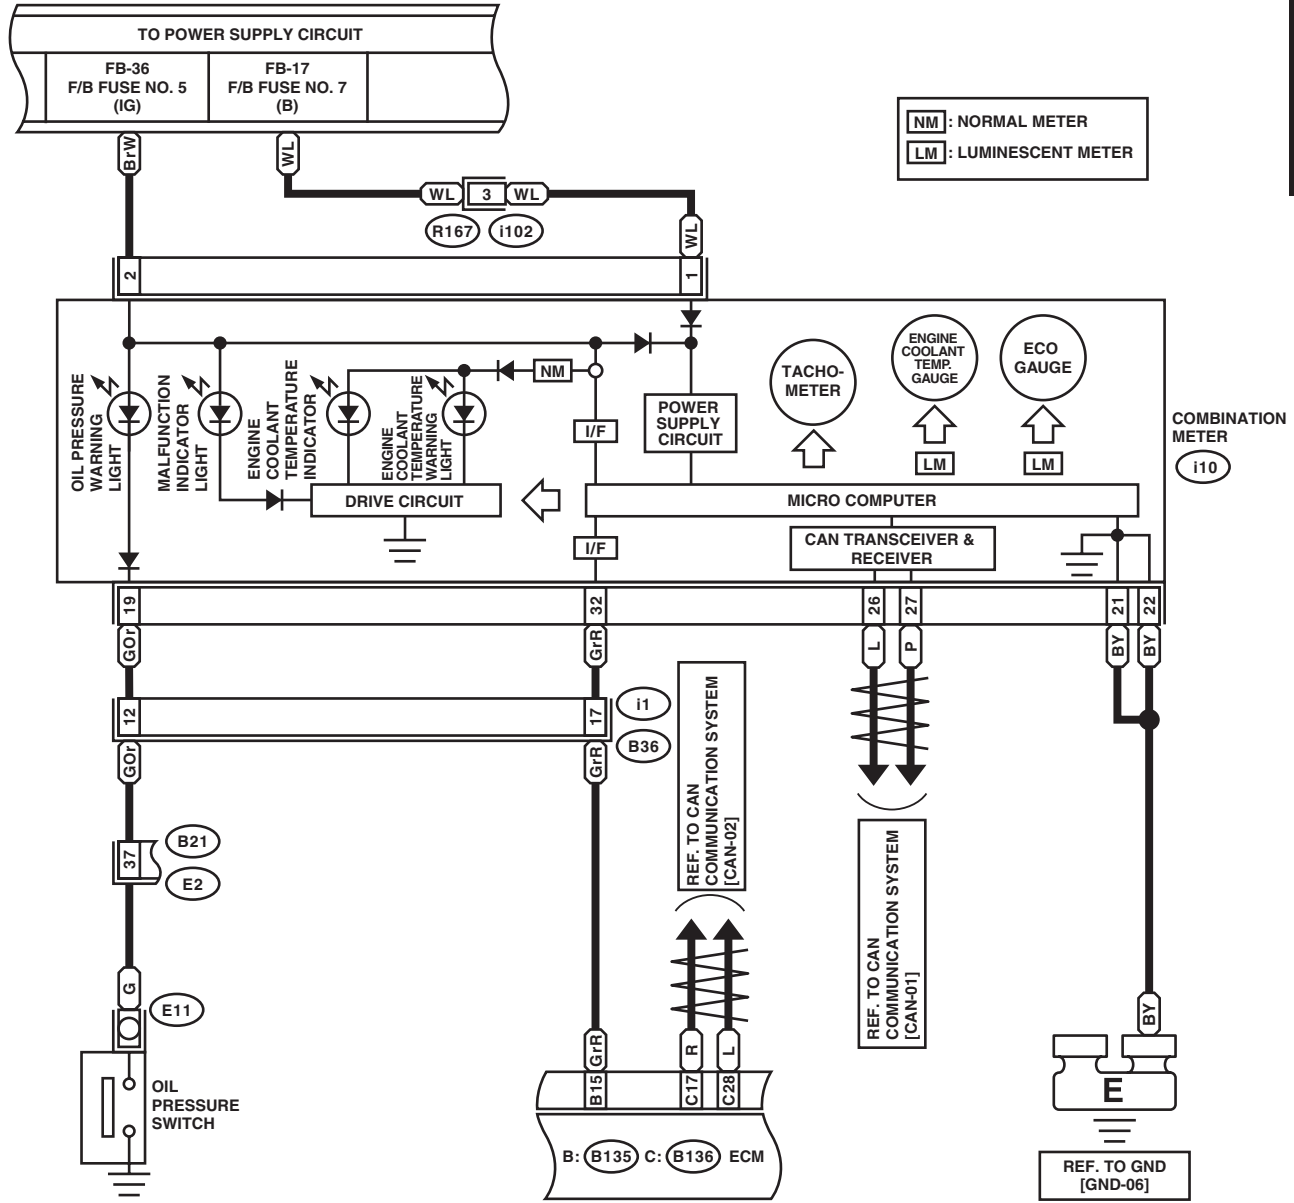 TO POWER SUPPLY CIRCUIT
FB-36
F/B FUSE NO. 5
(IG)
FB-17
F/B FUSE NO. 7
(B)
NM : NORMAL METER
LM : LUMINESCENT METER
BrW
WL
WL 3 WL
R167 i102
WL
2
1
OIL PRESSURE
WARNING
LIGHT
MALFUNCTION
INDICATOR
LIGHT
ENGINE
COOLANT
TEMPERATURE
INDICATOR
ENGINE
COOLANT
TEMPERATURE
WARNING
LIGHT
NM
I/F
POWER
SUPPLY
CIRCUIT
TACHO-
METER
ENGINE
COOLANT
TEMP.
GAUGE
ECO
GAUGE
LM
LM
COMBINATION
METER
i10
DRIVE CIRCUIT
MICRO COMPUTER
I/F
CAN TRANSCEIVER &
RECEIVER
19
32
26
27
21
22
GOr
GrR
L
P
BY
BY
12
17
i1
B36
GOr
GrR
37
B21
E2
G
E11
OIL
PRESSURE
SWITCH
REF. TO CAN
COMMUNICATION SYSTEM
[CAN-02]
REF. TO CAN
COMMUNICATION SYSTEM
[CAN-01]
GrR
R
L
B15
C17
C28
B: B135 C: B136 ECM
BY
E
REF. TO GND
[GND-06]